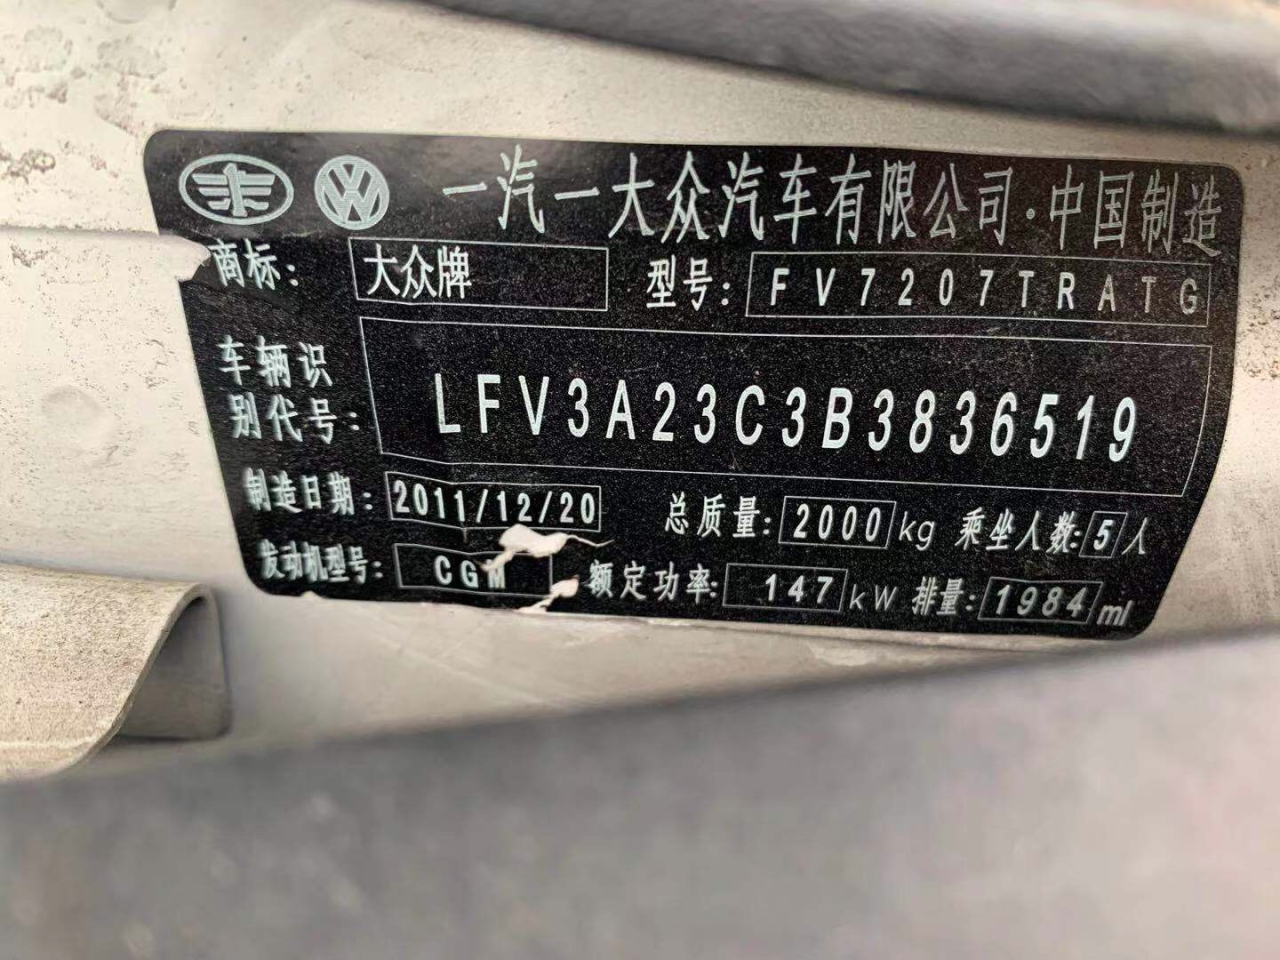 一汽一大众汽车有限公司·中国制造
商标: 大众牌 型号: FV7207TRATG
车辆识别代号: LFV3A23C3B3836519
制造日期: 2011/12/20 总质量: 2000 kg 乘坐人数: 5 人
发动机型号: CGM 额定功率: 147 kW 排量: 1984 ml